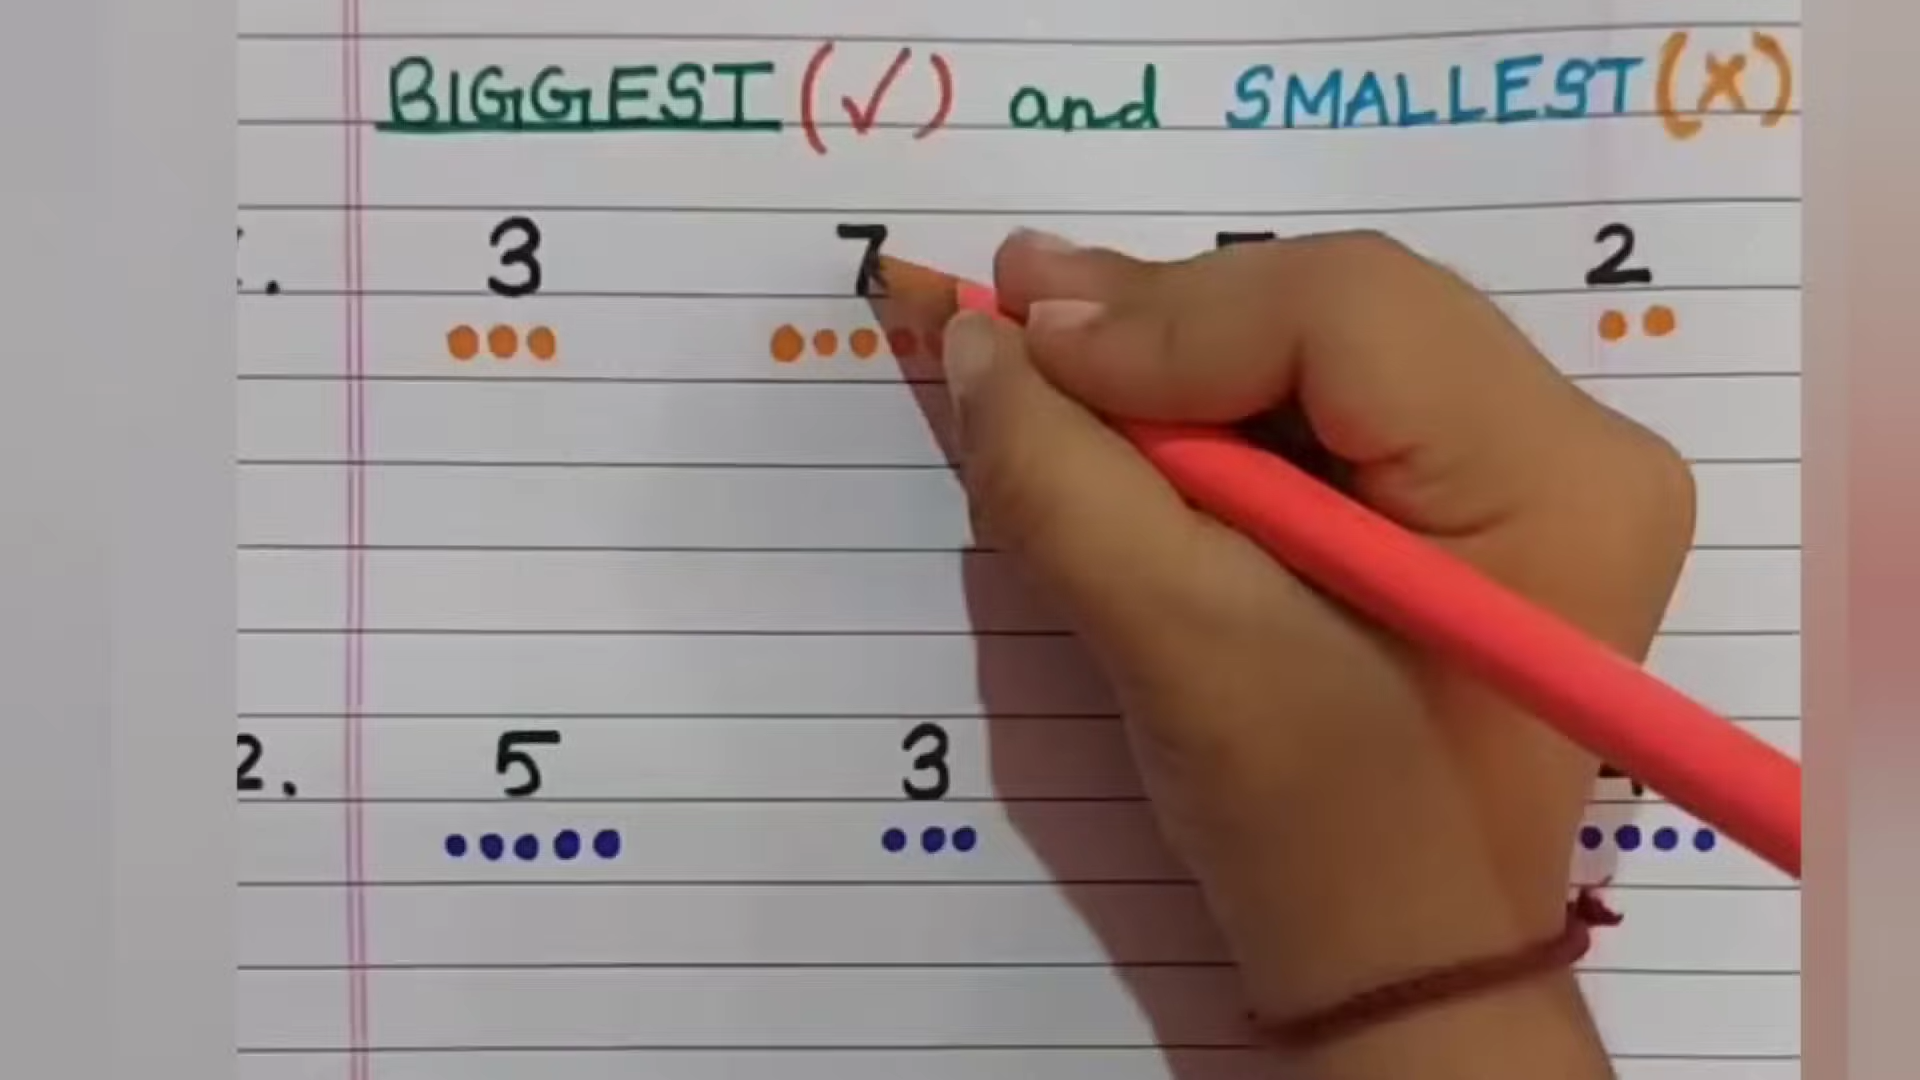 BIGGEST (✓) and SMALLEST (x)
3 7 2
2. 5 3